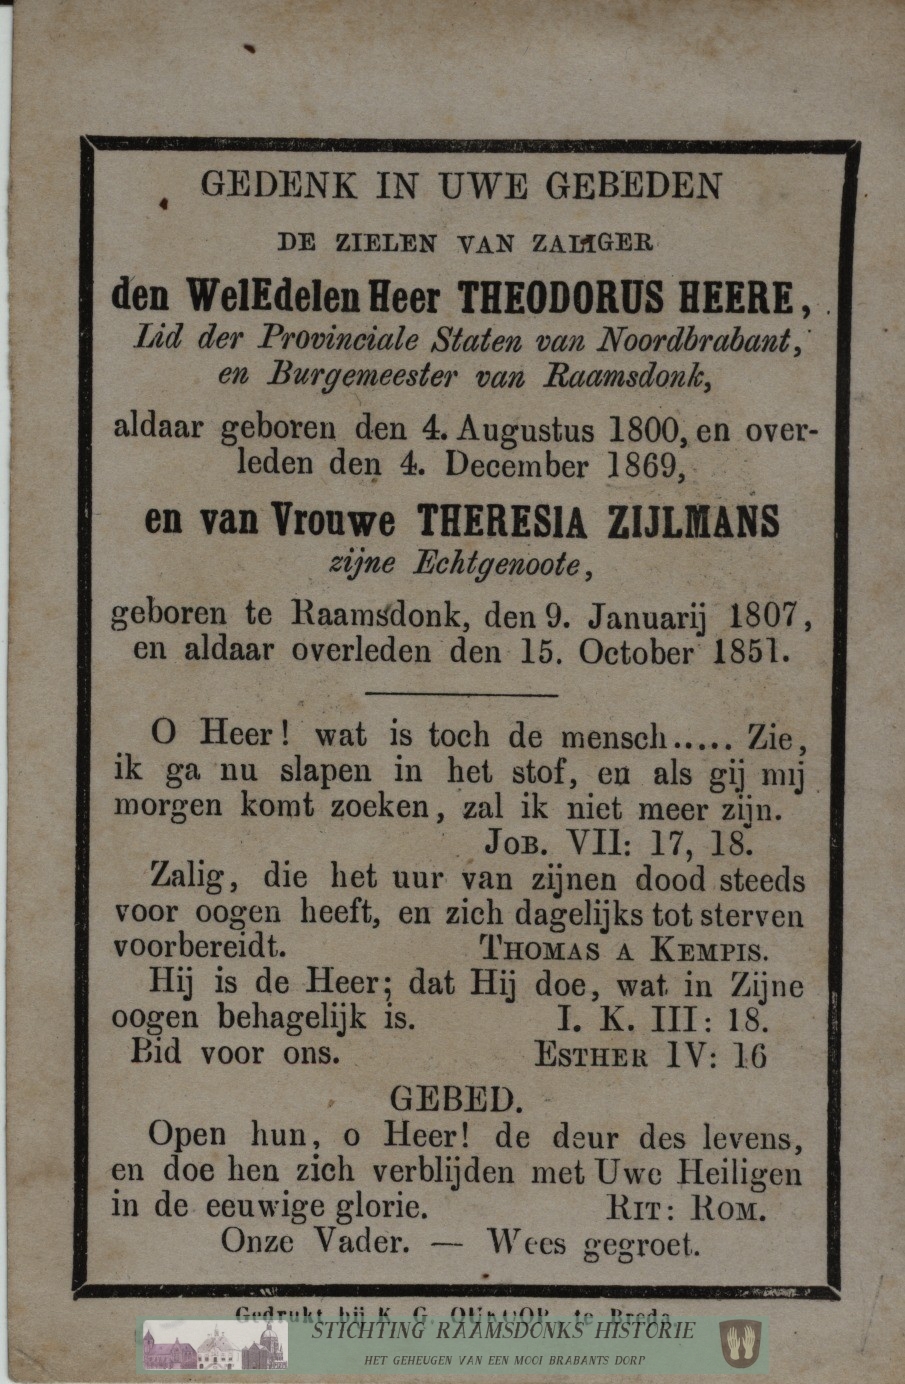 GEDENK IN UWE GEBEDEN
DE ZIELEN VAN ZALIGER
den WelEdelen Heer THEODORUS HEERE,
Lid der Provinciale Staten van Noordbrabant,
en Burgemeester van Raamsdonk,
aldaar geboren den 4. Augustus 1800, en over-
leden den 4. December 1869,
en van Vrouwe THERESIA ZIJLMANS
zijne Echtgenoote,
geboren te Raamsdonk, den 9. Januarij 1807,
en aldaar overleden den 15. October 1851.
O Heer! wat is toch de mensch..... Zie,
ik ga nu slapen in het stof, en als gij mij
morgen komt zoeken, zal ik niet meer zijn.
JOB. VII: 17, 18.
Zalig, die het uur van zijnen dood steeds
voor oogen heeft, en zich dagelijks tot sterven
voorbereidt. THOMAS A KEMPIS.
Hij is de Heer; dat Hij doe, wat in Zijne
oogen behagelijk is. I. K. III: 18.
Bid voor ons. ESTHER IV: 16
GEBED.
Open hun, o Heer! de deur des levens,
en doe hen zich verblijden met Uwe Heiligen
in de eeuwige glorie. RIT: ROM.
Onze Vader. — Wees gegroet.
Gedrukt bij K. G. te Breda.
STICHTING RAAMSDONKS HISTORIE
HET GEHEUGEN VAN EEN MOOI BRABANTS DORP